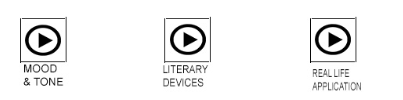 MOOD
& TONE
LITERARY
DEVICES
REAL LIFE
APPLICATION